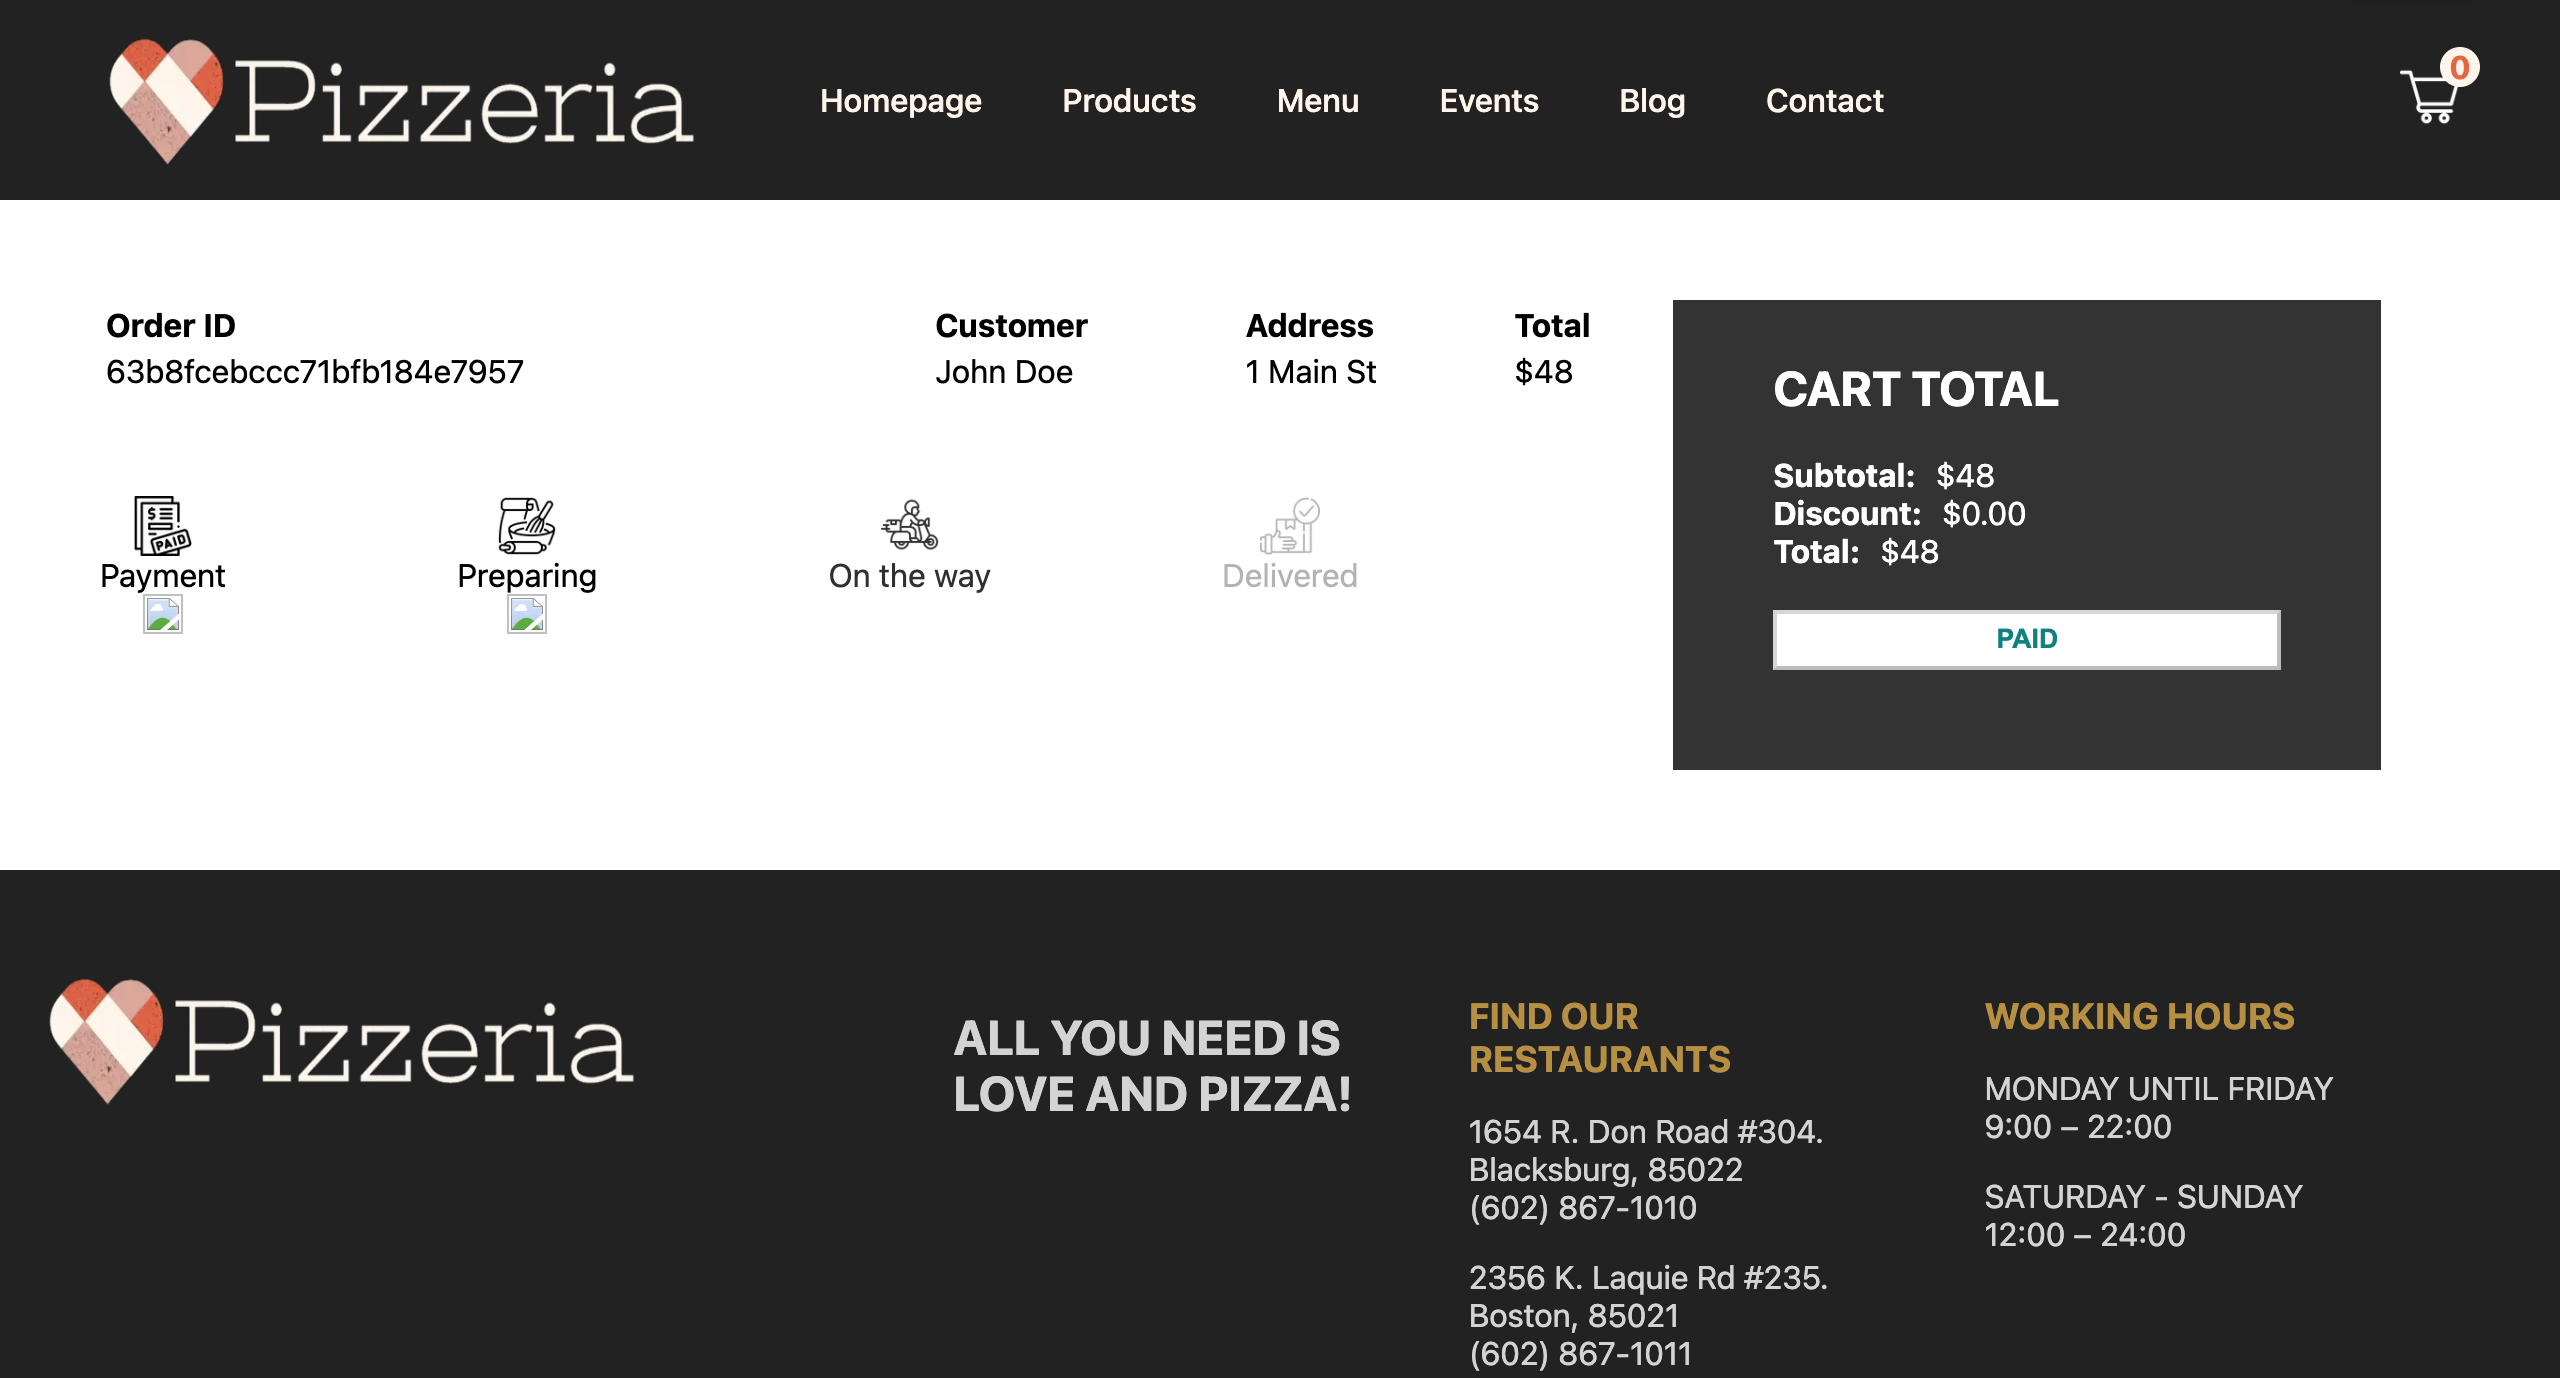 Pizzeria
Homepage Products Menu Events Blog Contact
0
Order ID Customer Address Total
63b8fcebccc71bfb184e7957 John Doe 1 Main St $48
PAID
Payment Preparing On the way Delivered
CART TOTAL
Subtotal: $48
Discount: $0.00
Total: $48
PAID
Pizzeria
ALL YOU NEED IS
LOVE AND PIZZA!
FIND OUR
RESTAURANTS
1654 R. Don Road #304.
Blacksburg, 85022
(602) 867-1010
2356 K. Laquie Rd #235.
Boston, 85021
(602) 867-1011
WORKING HOURS
MONDAY UNTIL FRIDAY
9:00 – 22:00
SATURDAY - SUNDAY
12:00 – 24:00